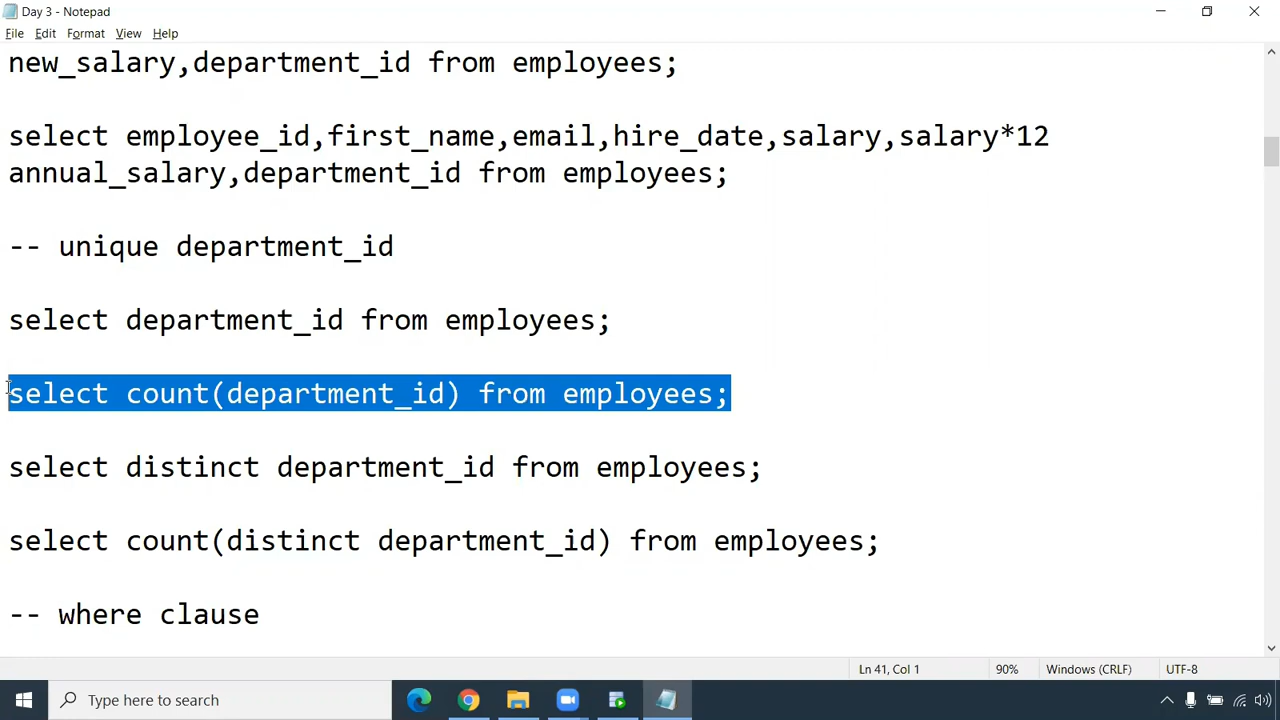 Day 3 - Notepad
File Edit Format View Help
new_salary,department_id from employees;
select employee_id,first_name,email,hire_date,salary,salary*12
annual_salary,department_id from employees;
-- unique department_id
select department_id from employees;
select count(department_id) from employees;
select distinct department_id from employees;
select count(distinct department_id) from employees;
-- where clause
Ln 41, Col 1 90% Windows (CRLF) UTF-8
Type here to search